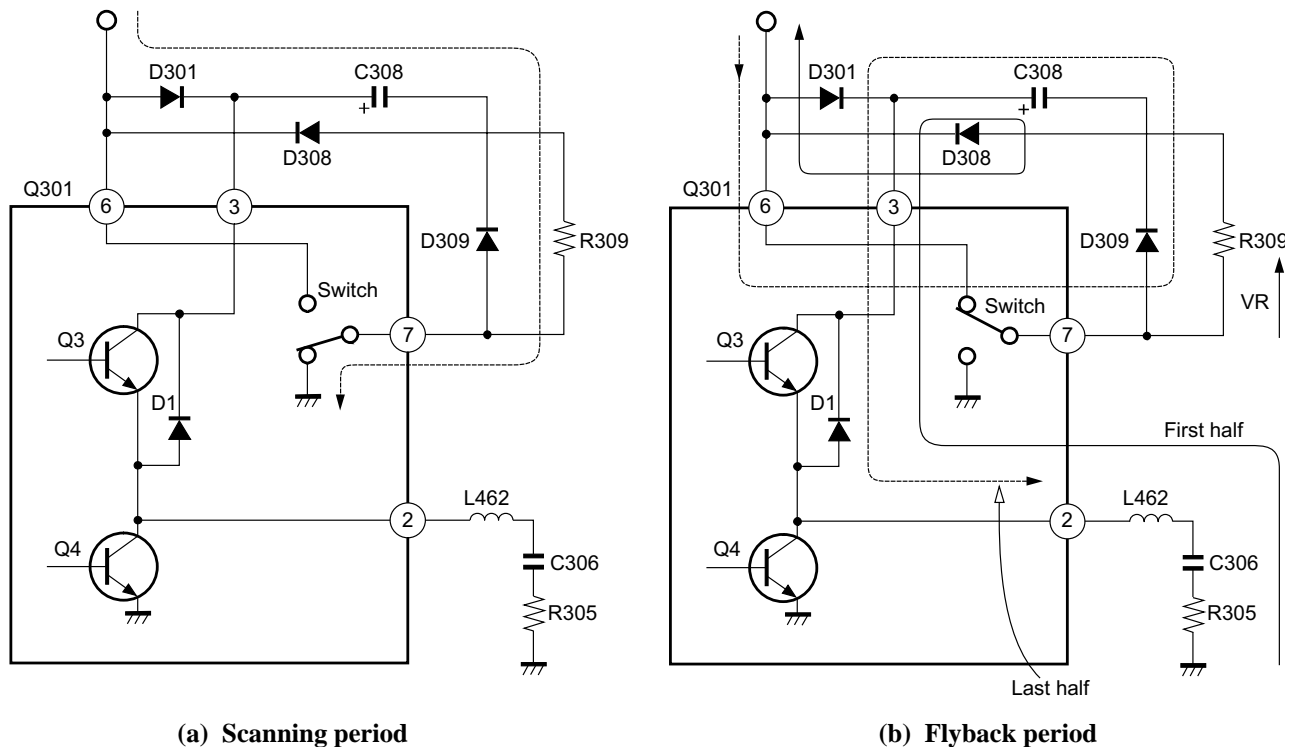 D301
C308
+
D308
Q301
6
3
D309
R309
Switch
Q3
7
D1
L462
2
Q4
C306
R305
(a) Scanning period
D301
C308
+
D308
Q301
6
3
D309
R309
Switch
VR
Q3
7
D1
First half
L462
2
Q4
C306
R305
Last half
(b) Flyback period